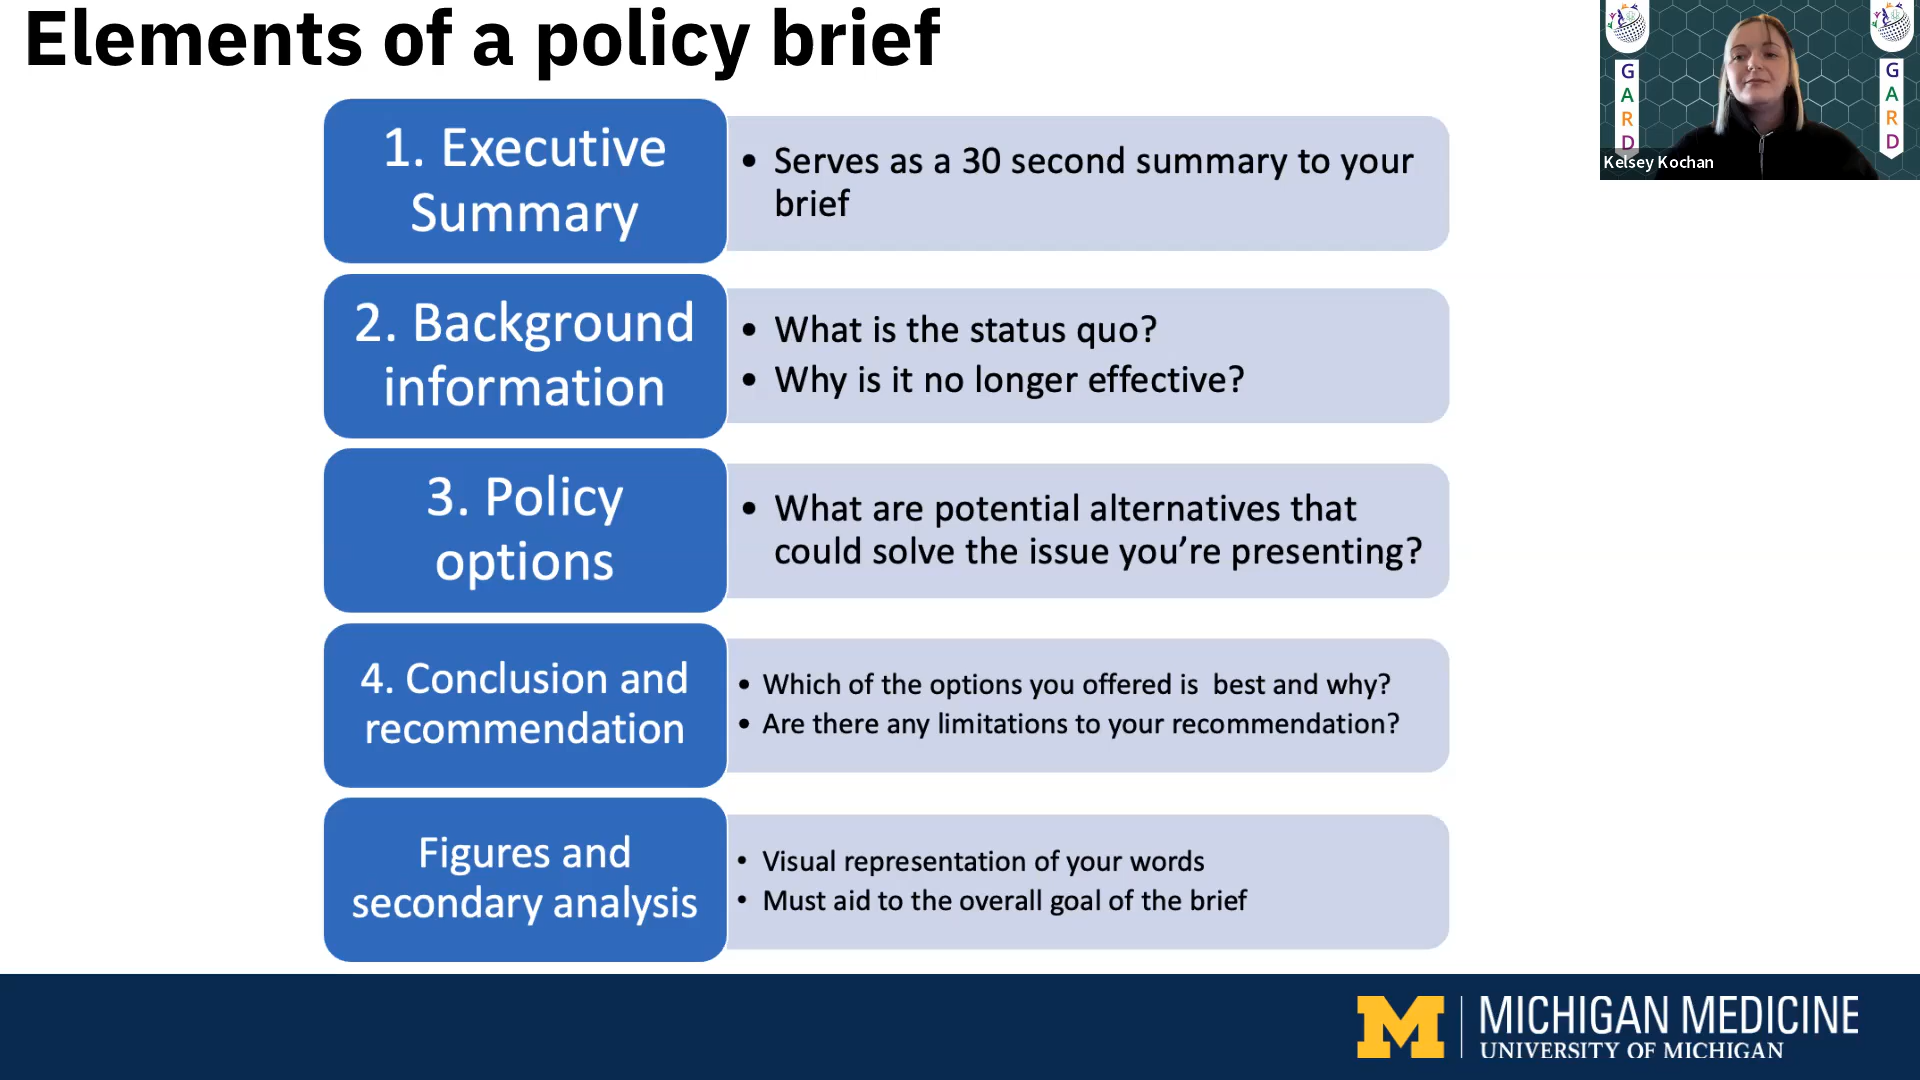 Elements of a policy brief
1. Executive
Summary
• Serves as a 30 second summary to your
brief
2. Background
information
• What is the status quo?
• Why is it no longer effective?
3. Policy
options
• What are potential alternatives that
could solve the issue you’re presenting?
4. Conclusion and
recommendation
• Which of the options you offered is  best and why?
• Are there any limitations to your recommendation?
Figures and
secondary analysis
• Visual representation of your words
• Must aid to the overall goal of the brief
G
A
R
D
G
A
R
D
Kelsey Kochan
M
MICHIGAN MEDICINE
UNIVERSITY OF MICHIGAN